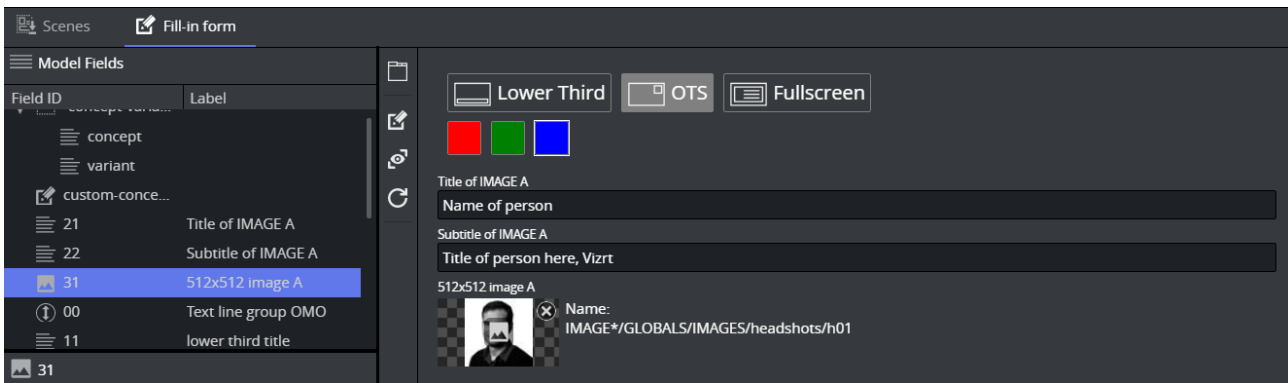 Scenes Fill-in form
Model Fields
Field ID Label
concept
variant
custom-conce...
21 Title of IMAGE A
22 Subtitle of IMAGE A
31 512x512 image A
00 Text line group OMO
11 lower third title
31
Lower Third OTS Fullscreen
Title of IMAGE A
Name of person
Subtitle of IMAGE A
Title of person here, Vizrt
512x512 image A
Name:
IMAGE*/GLOBALS/IMAGES/headshots/h01